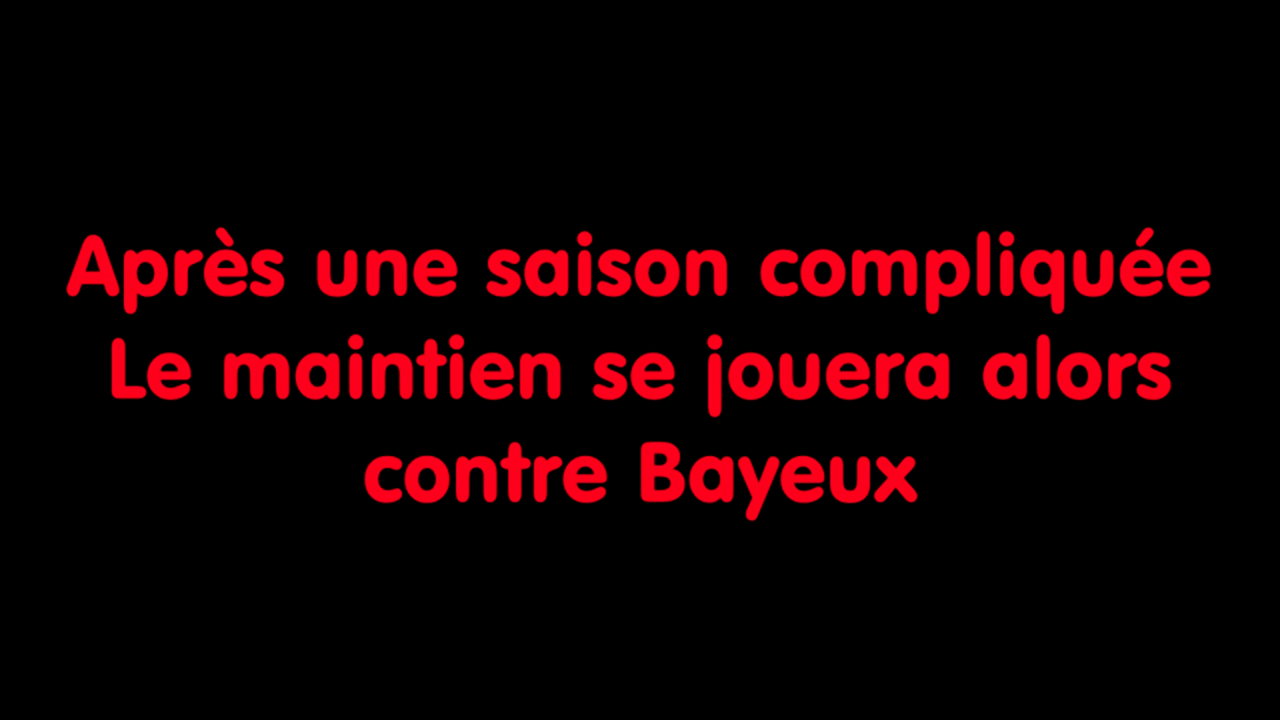 Après une saison compliquée
Le maintien se jouera alors
contre Bayeux